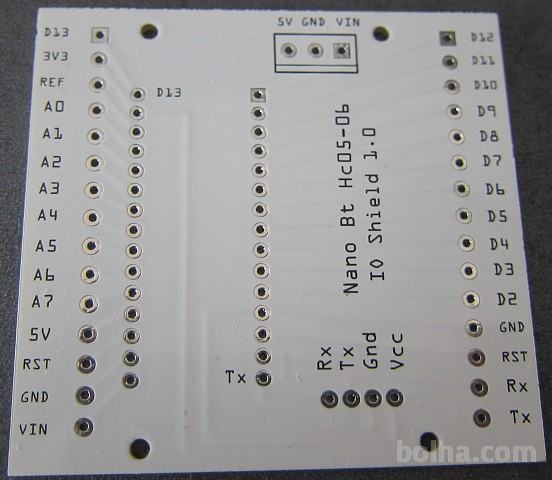 5V GND VIN
D13
3V3
REF
A0
A1
A2
A3
A4
A5
A6
A7
5V
RST
GND
VIN
D13
Tx
Nano Bt Hc05-06
IO Shield 1.0
Rx
Tx
Gnd
Vcc
D12
D11
D10
D9
D8
D7
D6
D5
D4
D3
D2
GND
RST
Rx
Tx
bolha.com